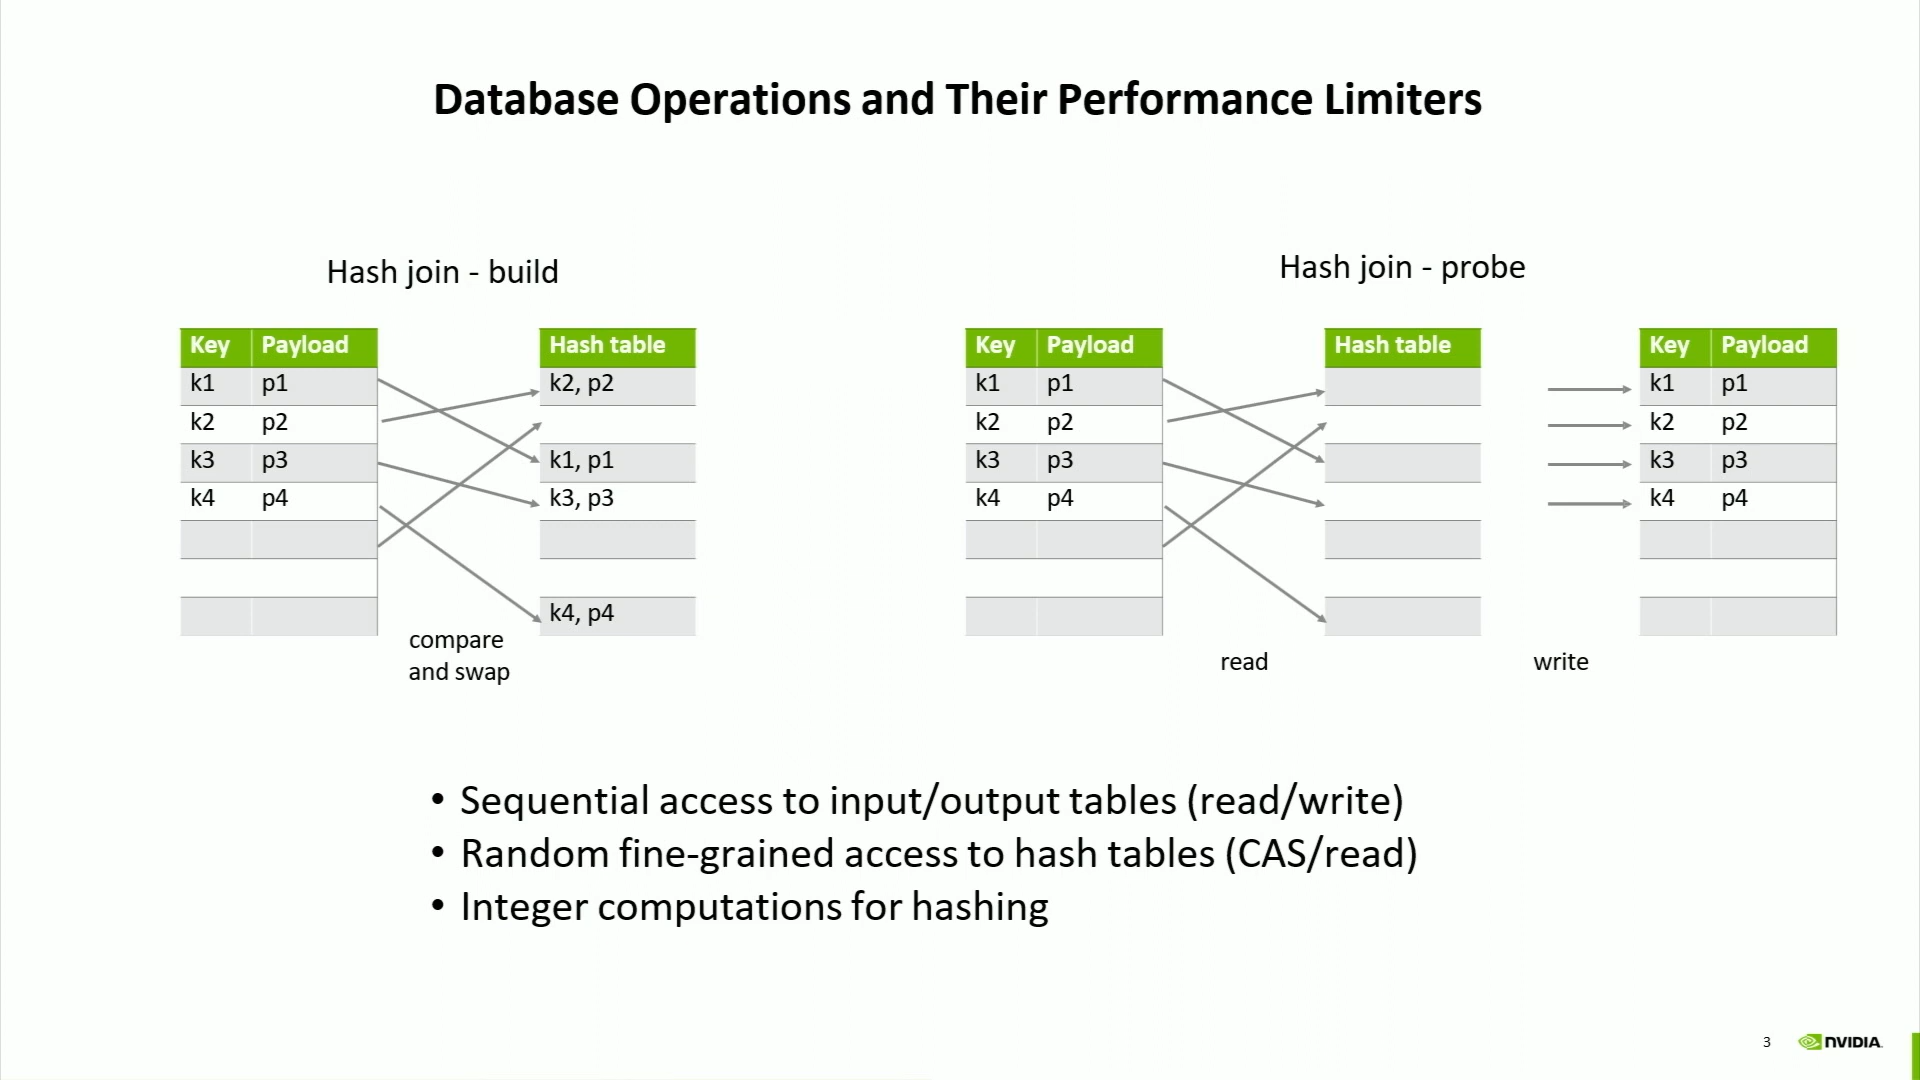 Database Operations and Their Performance Limiters
Hash join - build
Key Payload
k1 p1
k2 p2
k3 p3
k4 p4
compare
and swap
Hash table
k2, p2
k1, p1
k3, p3
k4, p4
Hash join - probe
Key Payload
k1 p1
k2 p2
k3 p3
k4 p4
read
Hash table
write
Key Payload
k1 p1
k2 p2
k3 p3
k4 p4
• Sequential access to input/output tables (read/write)
• Random fine-grained access to hash tables (CAS/read)
• Integer computations for hashing
3
NVIDIA.